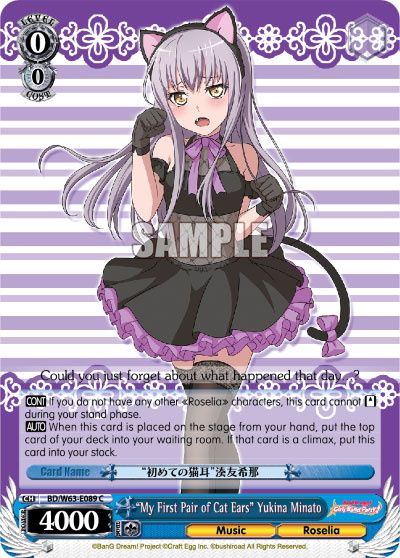 LEVEL
0
0
COST
SAMPLE
Could you just forget about what happened that day...?
CONT If you do not have any other «Roselia» characters, this card cannot
during your stand phase.
AUTO When this card is placed on the stage from your hand, put the top
card of your deck into your waiting room. If that card is a climax, put this
card into your stock.
Card Name
“初めての猫耳”湊友希那
CH
BD/W63-E089 C
POWER
4000
“My First Pair of Cat Ears” Yukina Minato
Music
Roselia
©BanG Dream! Project ©Craft Egg Inc. ©bushiroad All Rights Reserved.